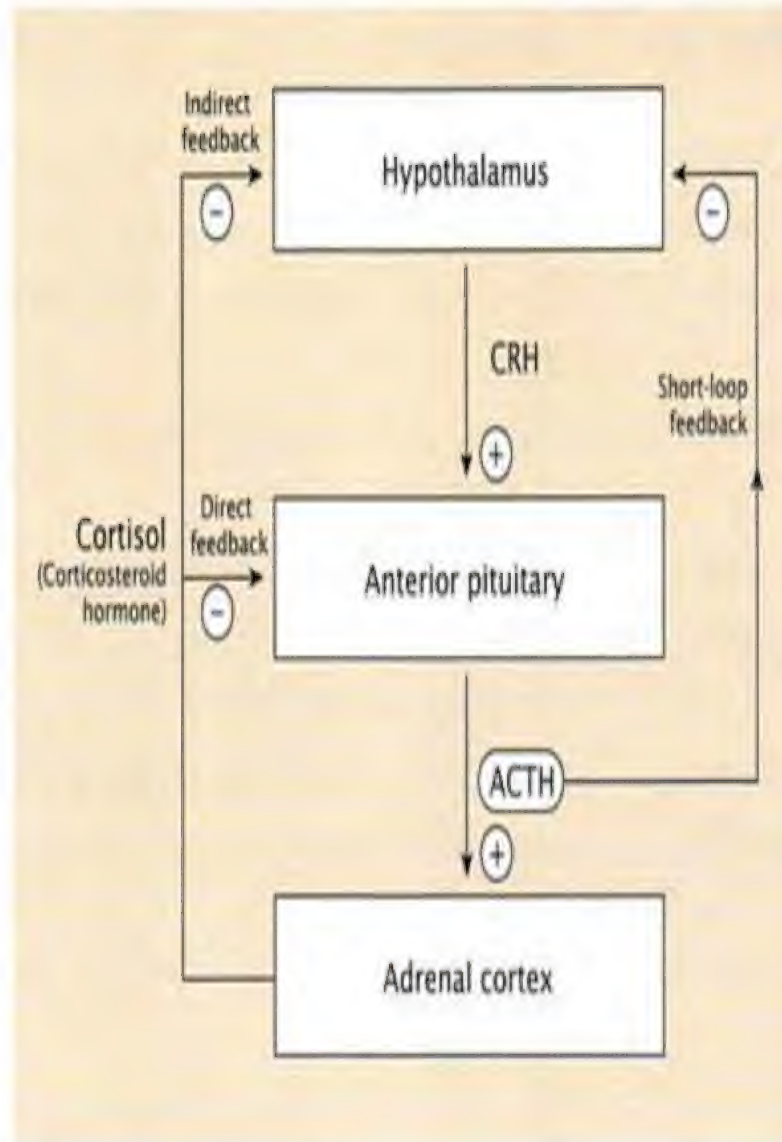 Indirect
feedback
−
Hypothalamus
−
CRH
Short-loop
feedback
+
Cortisol
(Corticosteroid
hormone)
Direct
feedback
−
Anterior pituitary
ACTH
+
Adrenal cortex